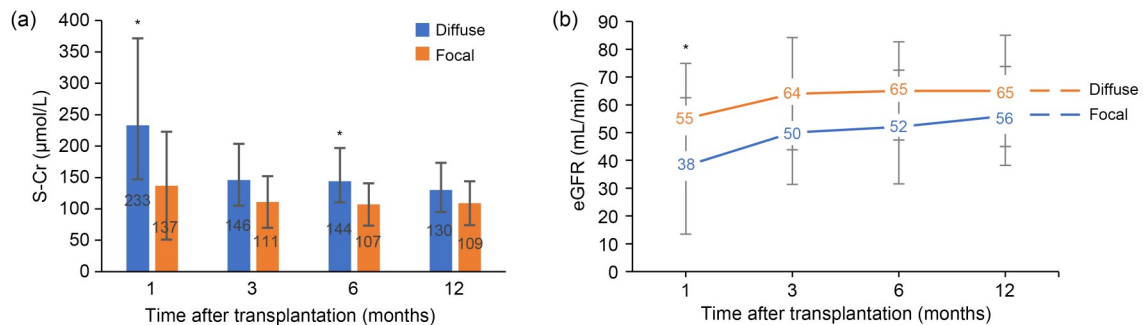 (a)
S-Cr (μmol/L)
400
350
300
250
200
150
100
50
0
* *
Diffuse
Focal
233 137 146 111 144 107 130 109
1 3 6 12
Time after transplantation (months)
(b)
eGFR (mL/min)
90
80
70
60
50
40
30
20
10
0
*
55 64 65 65
38 50 52 56
Diffuse
Focal
1 3 6 12
Time after transplantation (months)